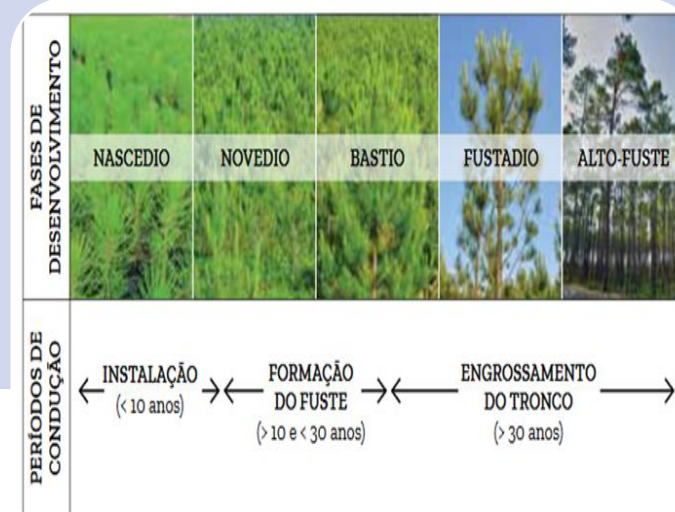 FASES DE
DESENVOLVIMENTO
NASCEDIO
NOVEDIO
BASTIO
FUSTADIO
ALTO-FUSTE
PERÍODOS DE
CONDUÇÃO
INSTALAÇÃO
(< 10 anos)
FORMAÇÃO
DO FUSTE
(> 10 e < 30 anos)
ENGROSSAMENTO
DO TRONCO
(> 30 anos)